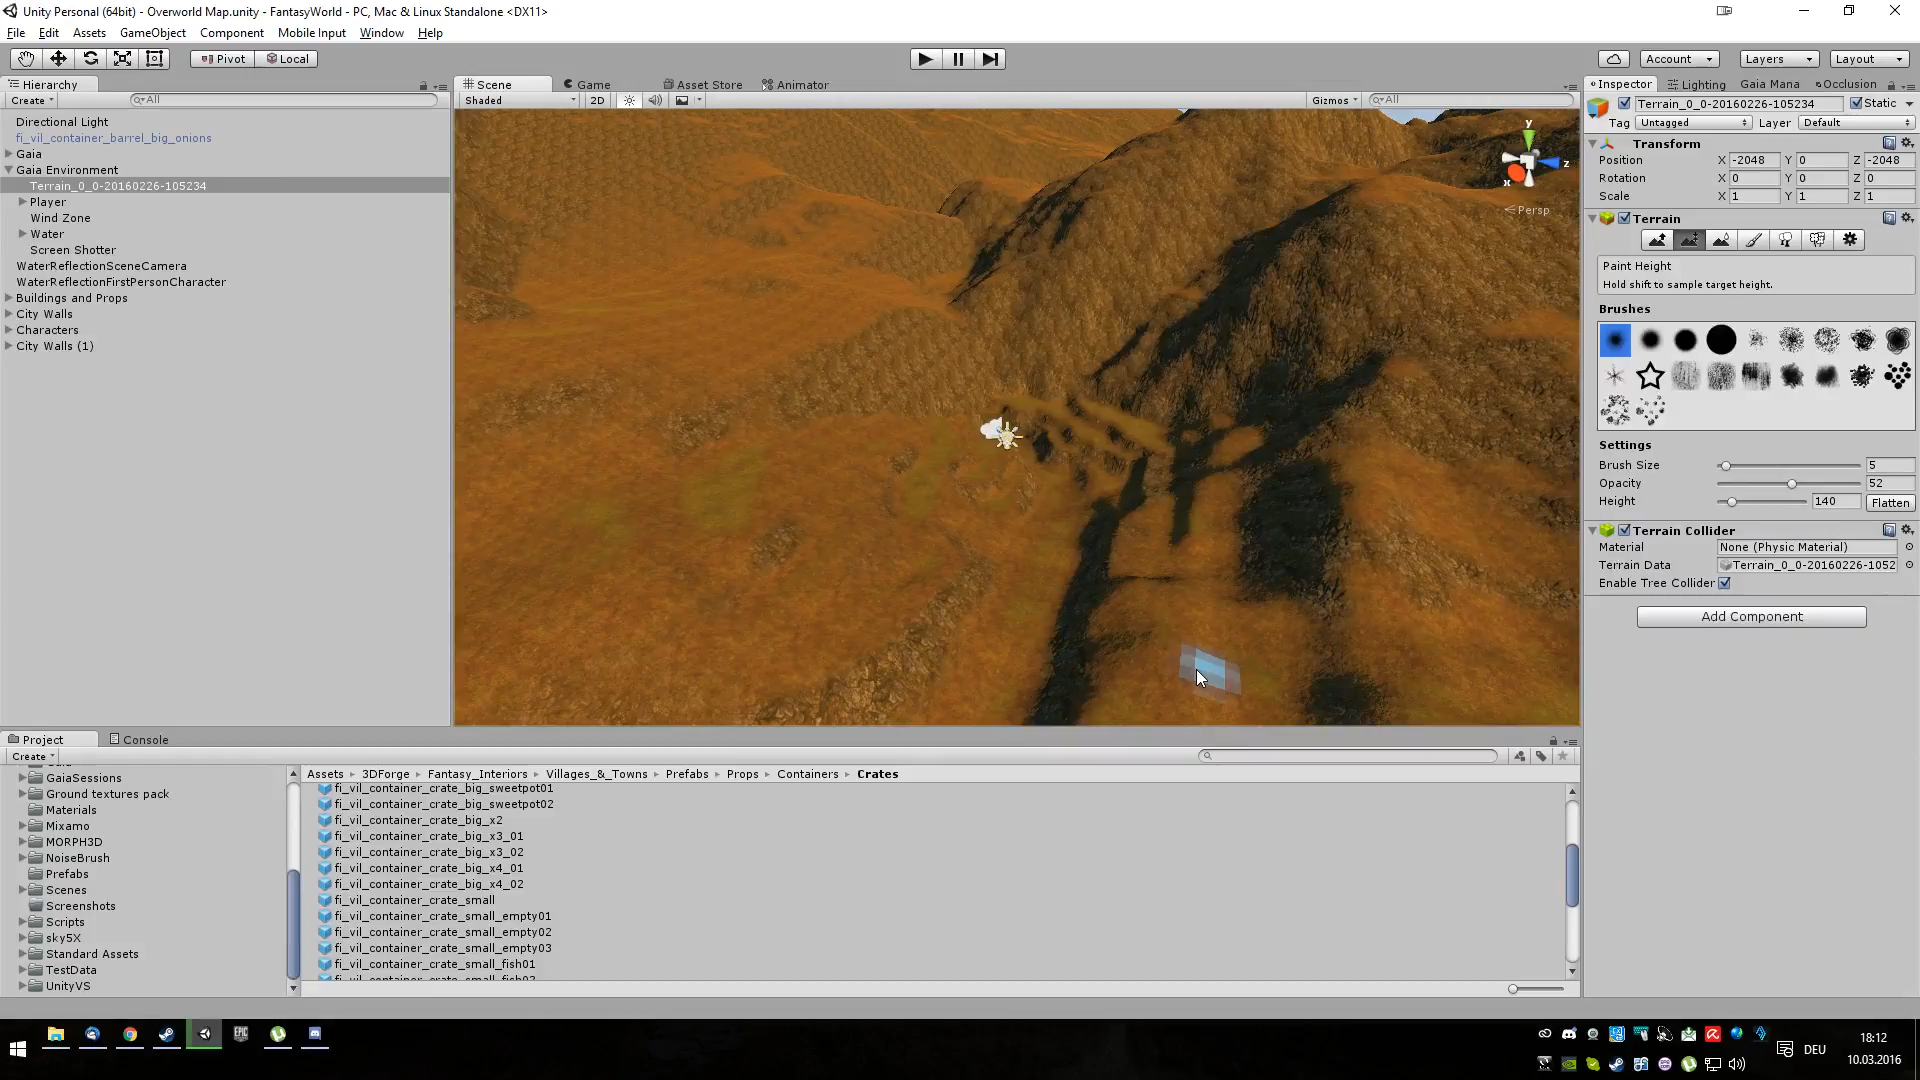 Unity Personal (64bit) - Overworld Map.unity - FantasyWorld - PC, Mac & Linux Standalone <DX11>
File Edit Assets GameObject Component Mobile Input Window Help
Pivot Local Account Layers Layout
Hierarchy
Create All
Directional Light
fi_vil_container_barrel_big_onions
Gaia
Gaia Environment
Terrain_0_0-20160226-105234
Player
Wind Zone
Water
Screen Shotter
WaterReflectionSceneCamera
WaterReflectionFirstPersonCharacter
Buildings and Props
City Walls
Characters
City Walls (1)
Scene Game Asset Store Animator
Shaded 2D Gizmos All
y
z
x
Persp
Inspector Lighting Gaia Mana Occlusion
Terrain_0_0-20160226-105234 Static
Tag Untagged Layer Default
Transform
Position X -2048 Y 0 Z -2048
Rotation X 0 Y 0 Z 0
Scale X 1 Y 1 Z 1
Terrain
Paint Height
Hold shift to sample target height.
Brushes
Settings
Brush Size 5
Opacity 52
Height 140 Flatten
Terrain Collider
Material None (Physic Material)
Terrain Data Terrain_0_0-20160226-1052
Enable Tree Collider
Add Component
Project Console
Create
GaiaSessions
Ground textures pack
Materials
Mixamo
MORPH3D
NoiseBrush
Prefabs
Scenes
Screenshots
Scripts
sky5X
Standard Assets
TestData
UnityVS
Assets 3DForge Fantasy_Interiors Villages_&_Towns Prefabs Props Containers Crates
fi_vil_container_crate_big_sweetpot01
fi_vil_container_crate_big_sweetpot02
fi_vil_container_crate_big_x2
fi_vil_container_crate_big_x3_01
fi_vil_container_crate_big_x3_02
fi_vil_container_crate_big_x4_01
fi_vil_container_crate_big_x4_02
fi_vil_container_crate_small
fi_vil_container_crate_small_empty01
fi_vil_container_crate_small_empty02
fi_vil_container_crate_small_empty03
fi_vil_container_crate_small_fish01
EPIC
DEU
18:12
10.03.2016